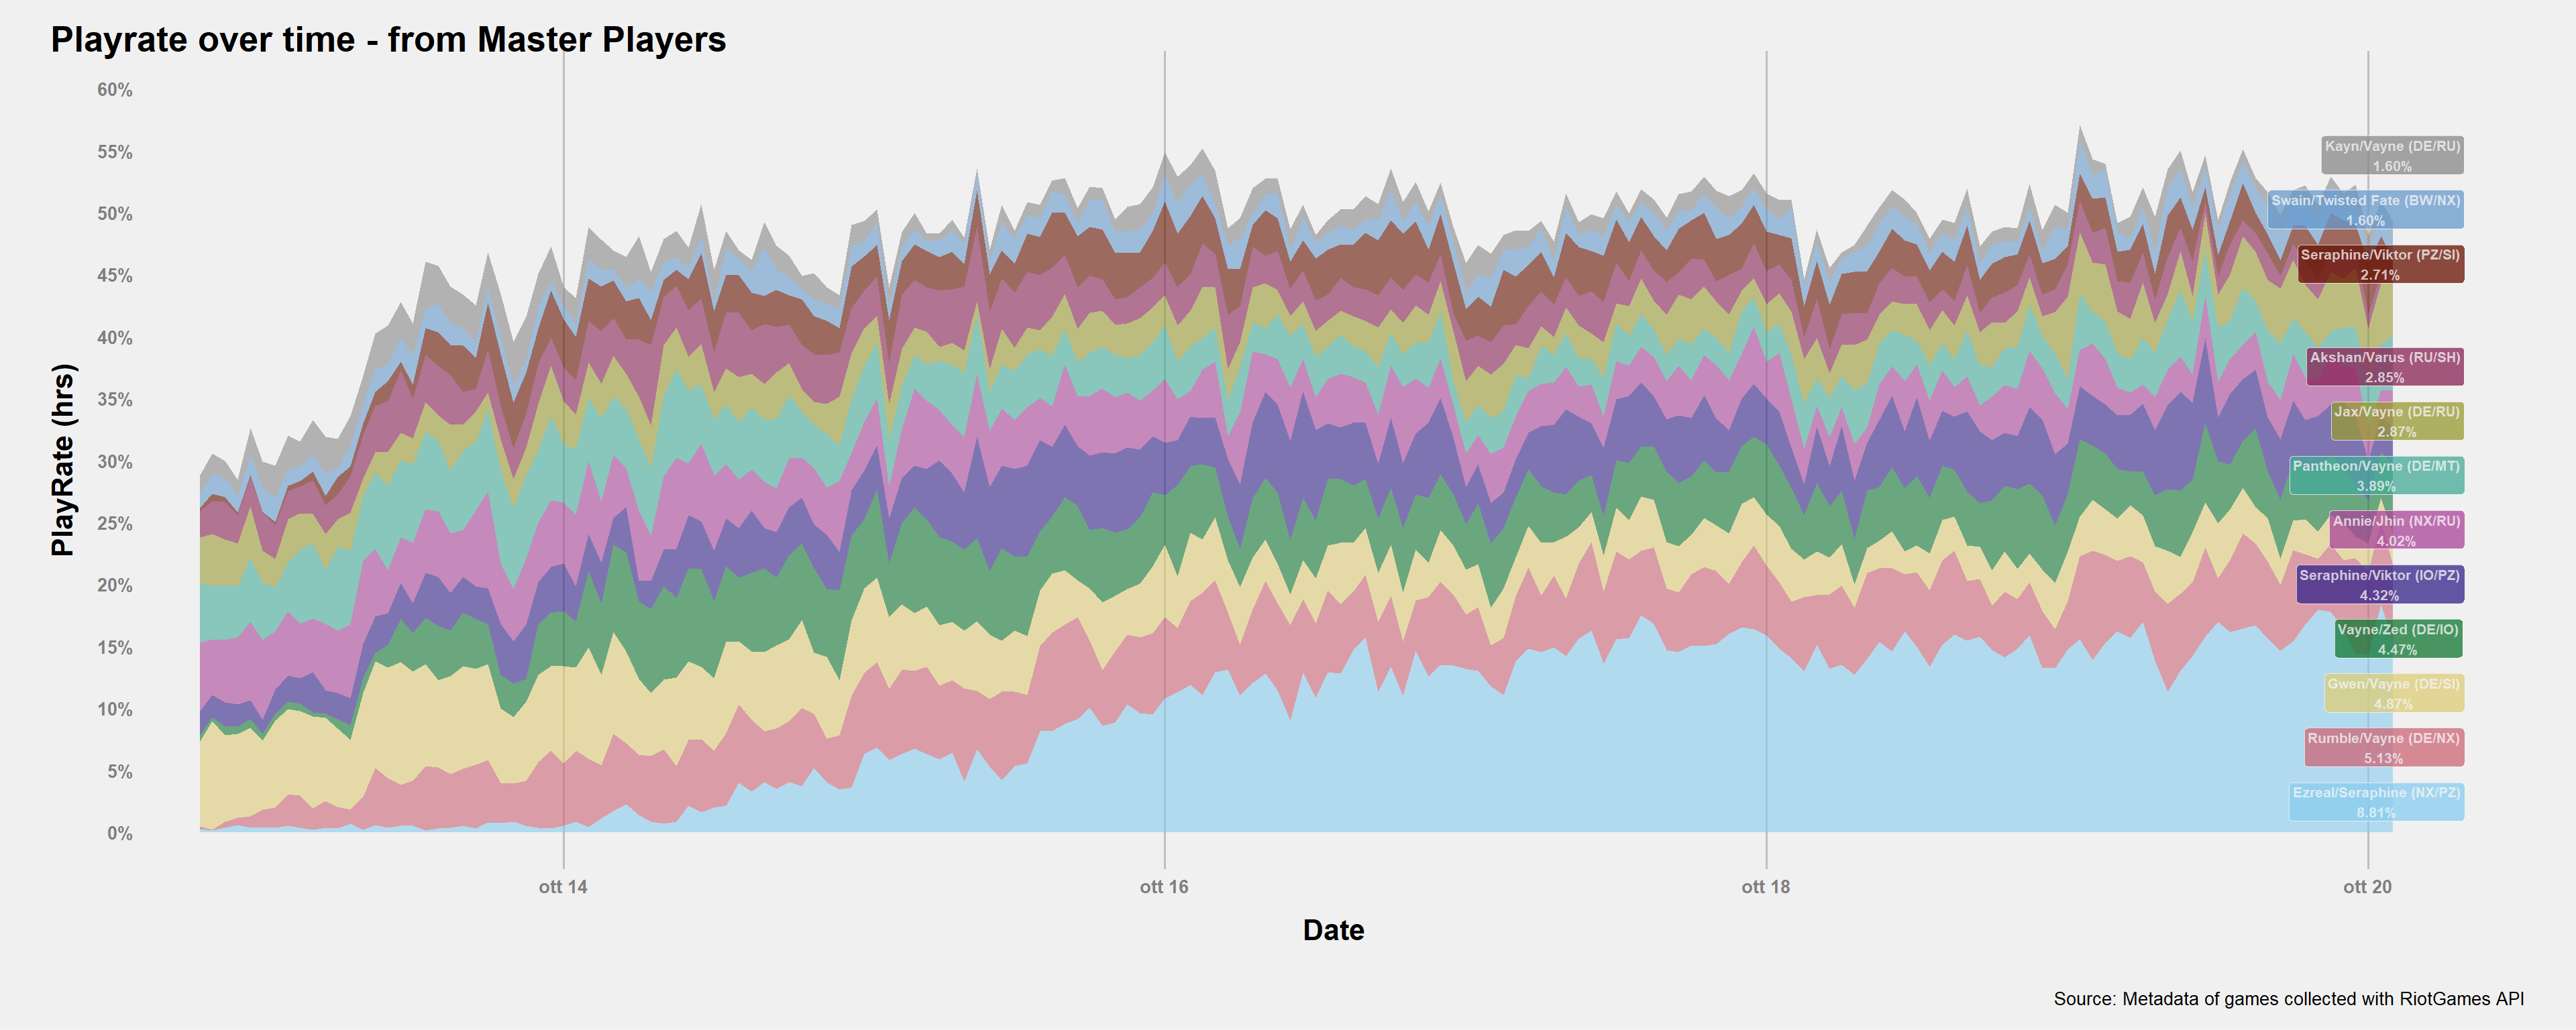 Playrate over time - from Master Players
60%
55%
50%
45%
40%
35%
30%
25%
20%
15%
10%
5%
0%
PlayRate (hrs)
Kayn/Vayne (DE/RU)
1.60%
Swain/Twisted Fate (BW/NX)
1.60%
Seraphine/Viktor (PZ/SI)
2.71%
Akshan/Varus (RU/SH)
2.85%
Jax/Vayne (DE/RU)
2.87%
Pantheon/Vayne (DE/MT)
3.89%
Annie/Jhin (NX/RU)
4.02%
Seraphine/Viktor (IO/PZ)
4.32%
Vayne/Zed (DE/IO)
4.47%
Gwen/Vayne (DE/SI)
4.87%
Rumble/Vayne (DE/NX)
5.13%
Ezreal/Seraphine (NX/PZ)
8.81%
ott 14
ott 16
ott 18
ott 20
Date
Source: Metadata of games collected with RiotGames API